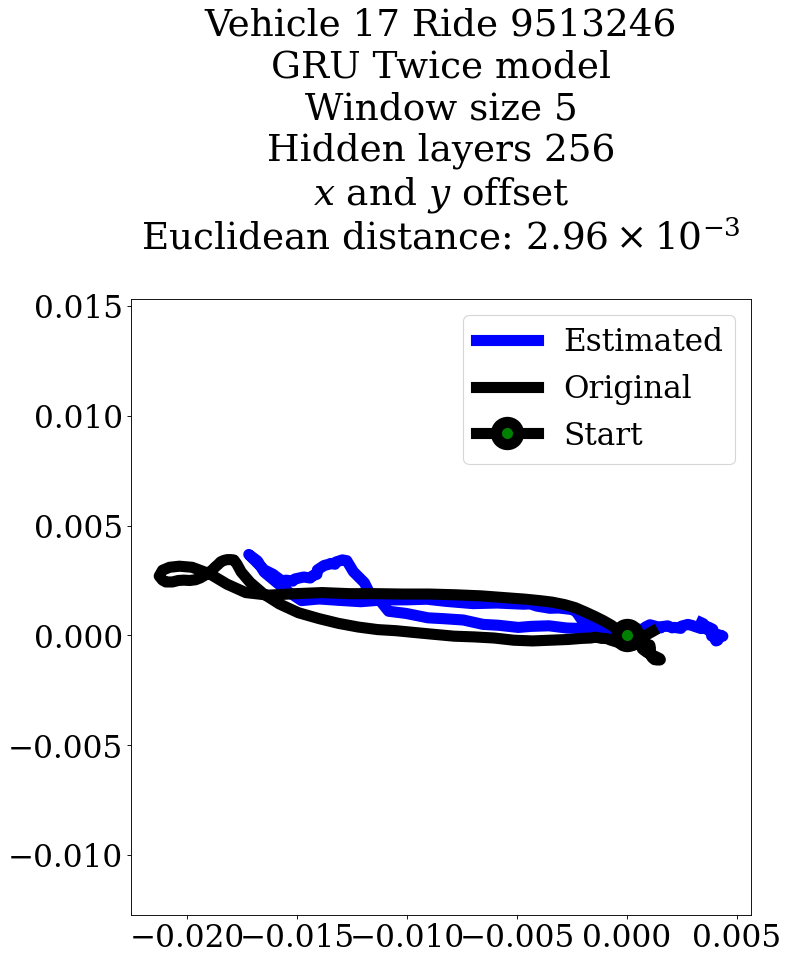 Vehicle 17 Ride 9513246
GRU Twice model
Window size 5
Hidden layers 256
x and y offset
Euclidean distance: 2.96 × 10⁻³
Estimated
Original
Start
0.015
0.010
0.005
0.000
−0.005
−0.010
−0.020 −0.015 −0.010 −0.005 0.000 0.005